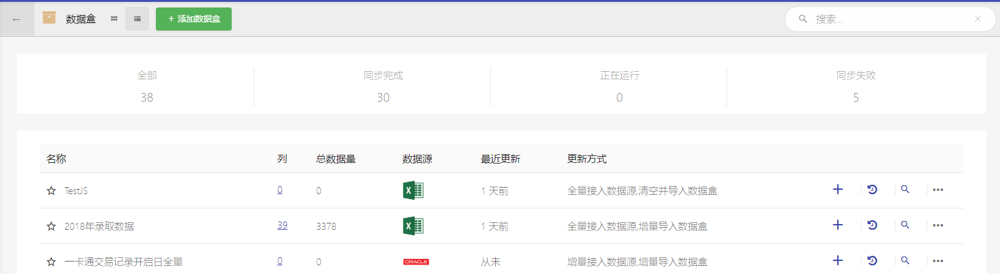 数据盒 + 添加数据盒 搜索...
全部 同步完成 正在运行 同步失败
38 30 0 5
名称 列 总数据量 数据源 最近更新 更新方式
TestJS 0 0 1 天前 全量接入数据源,清空并导入数据盒
2018年录取数据 39 3378 1 天前 全量接入数据源,增量导入数据盒
一卡通交易记录开启日全量 0 0 ORACLE 从未 增量接入数据源,增量导入数据盒